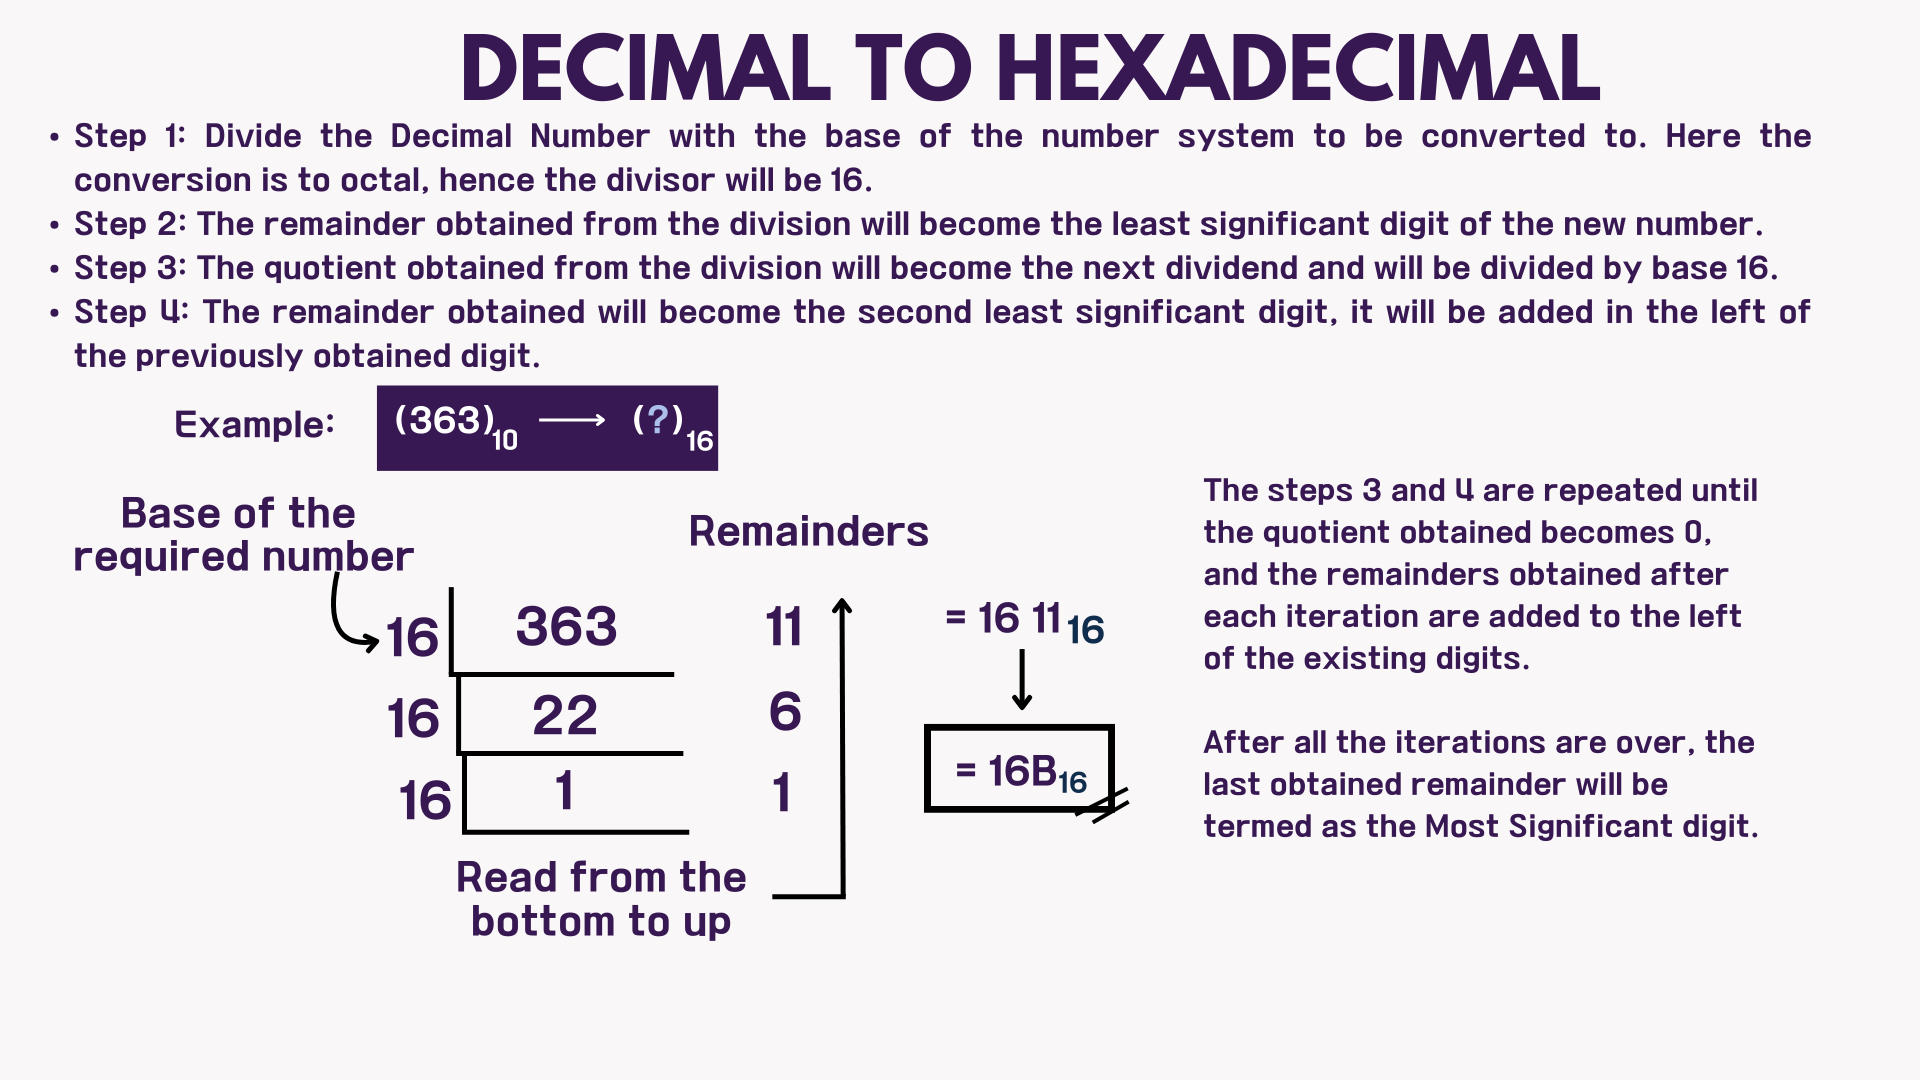 DECIMAL TO HEXADECIMAL
• Step 1: Divide the Decimal Number with the base of the number system to be converted to. Here the
conversion is to octal, hence the divisor will be 16.
• Step 2: The remainder obtained from the division will become the least significant digit of the new number.
• Step 3: The quotient obtained from the division will become the next dividend and will be divided by base 16.
• Step 4: The remainder obtained will become the second least significant digit, it will be added in the left of
the previously obtained digit.
Example: (363)10 ⟶ (?)16
Base of the
required number
Remainders
16 363 11
16 22 6
16 1 1
Read from the
bottom to up
= 16 11 16
= 16B16
The steps 3 and 4 are repeated until
the quotient obtained becomes 0,
and the remainders obtained after
each iteration are added to the left
of the existing digits.
After all the iterations are over, the
last obtained remainder will be
termed as the Most Significant digit.